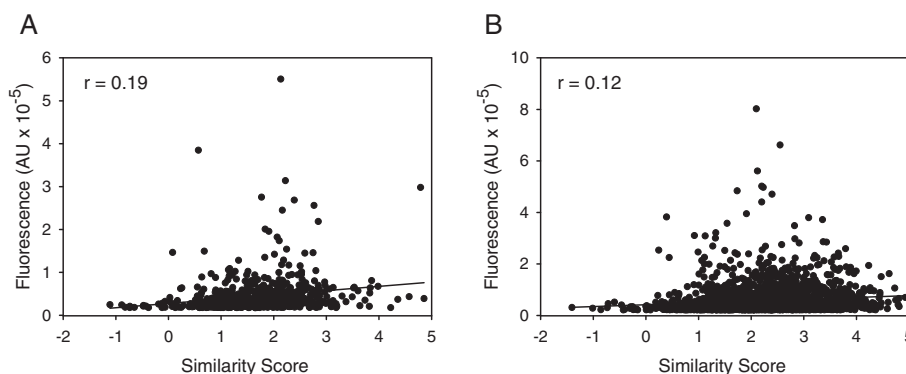 A
Fluorescence (AU x 10-5)
6
5
4
3
2
1
0
r = 0.19
-2 -1 0 1 2 3 4 5
Similarity Score
B
Fluorescence (AU x 10-5)
10
8
6
4
2
0
r = 0.12
-2 -1 0 1 2 3 4 5
Similarity Score